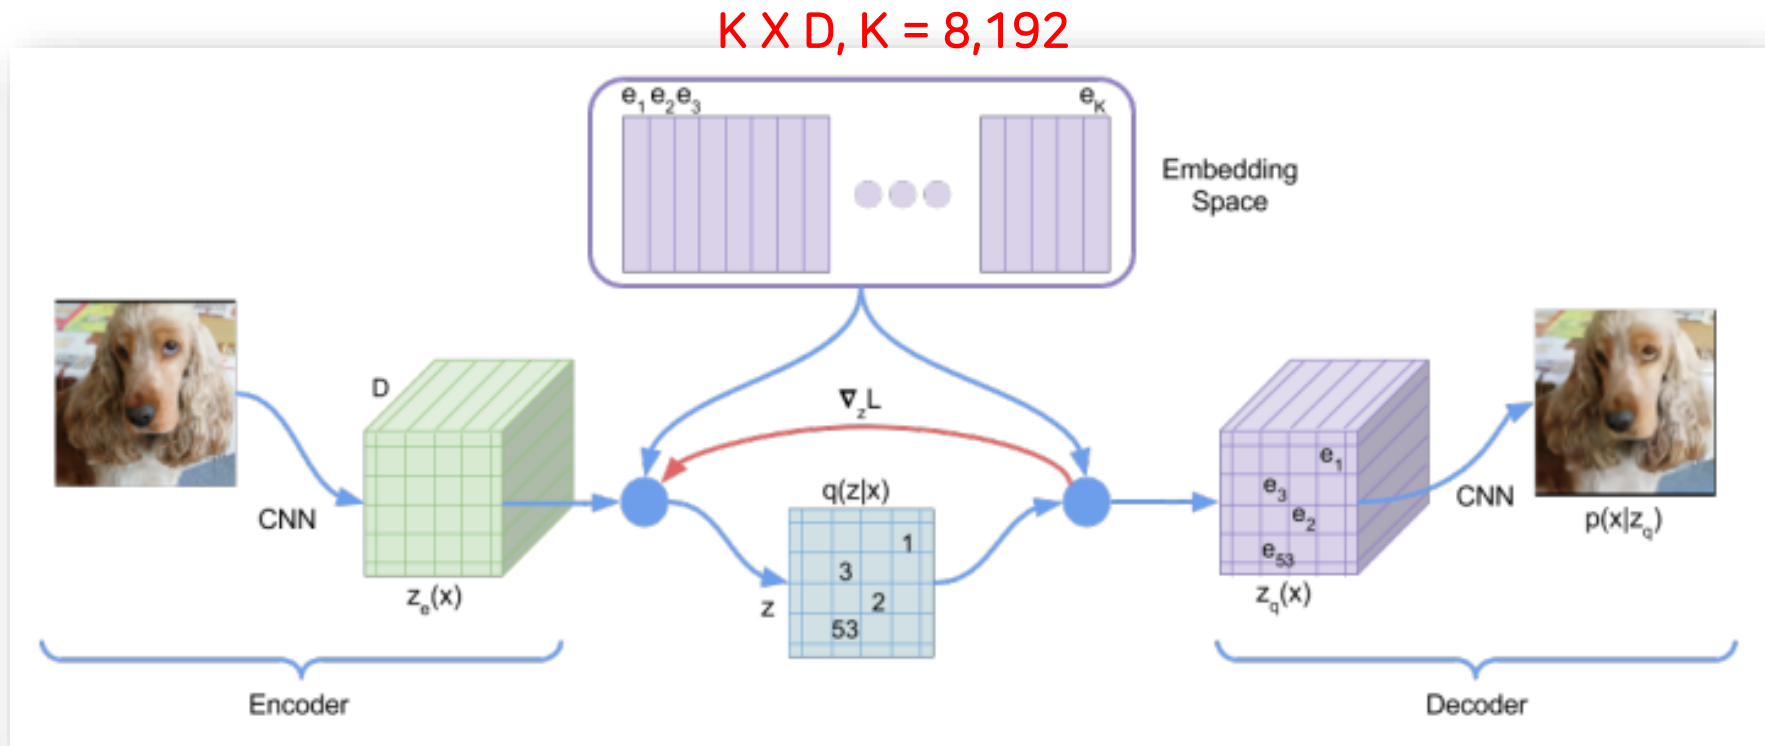 K X D, K = 8,192
e1 e2 e3
eK
Embedding
Space
D
∇zL
CNN
q(z|x)
1
3
2
53
z
ze(x)
e1
e3
e2
e53
zq(x)
CNN
p(x|zq)
Encoder
Decoder